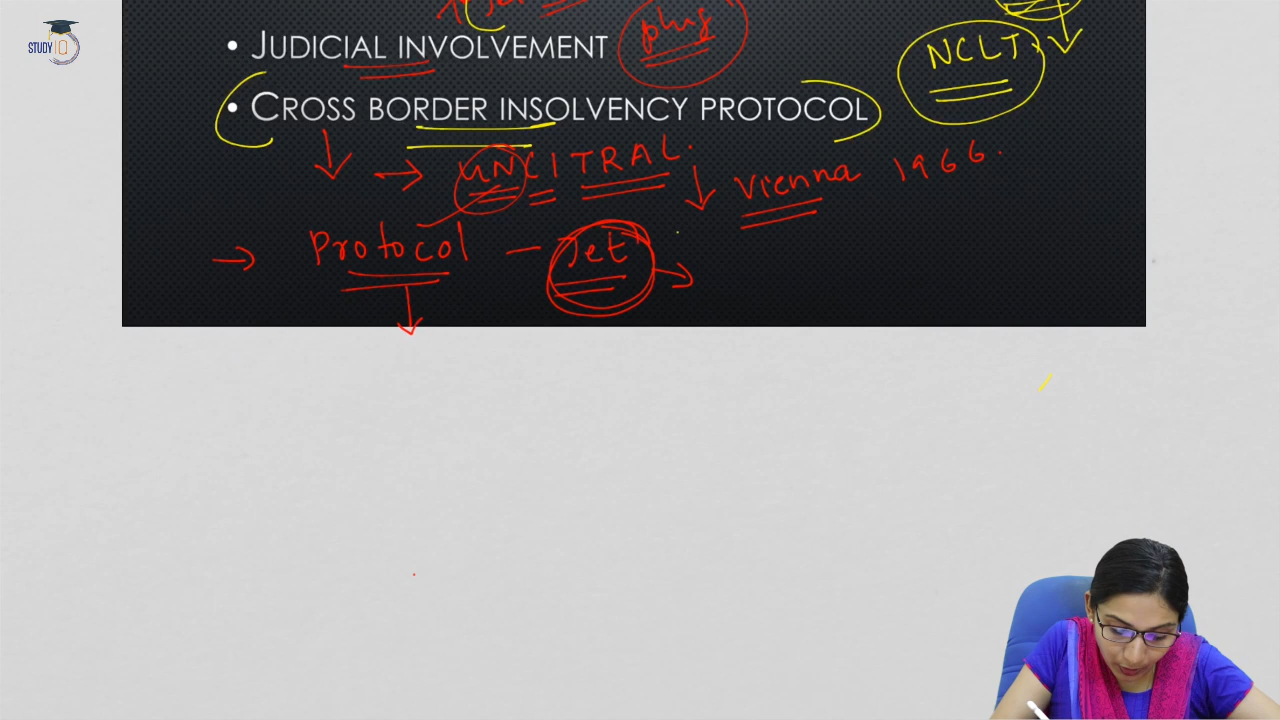 STUDY IQ
• JUDICIAL INVOLVEMENT plus NCLT
• CROSS BORDER INSOLVENCY PROTOCOL
→ UNCITRAL. Vienna 1966.
→ Protocol – Jet →